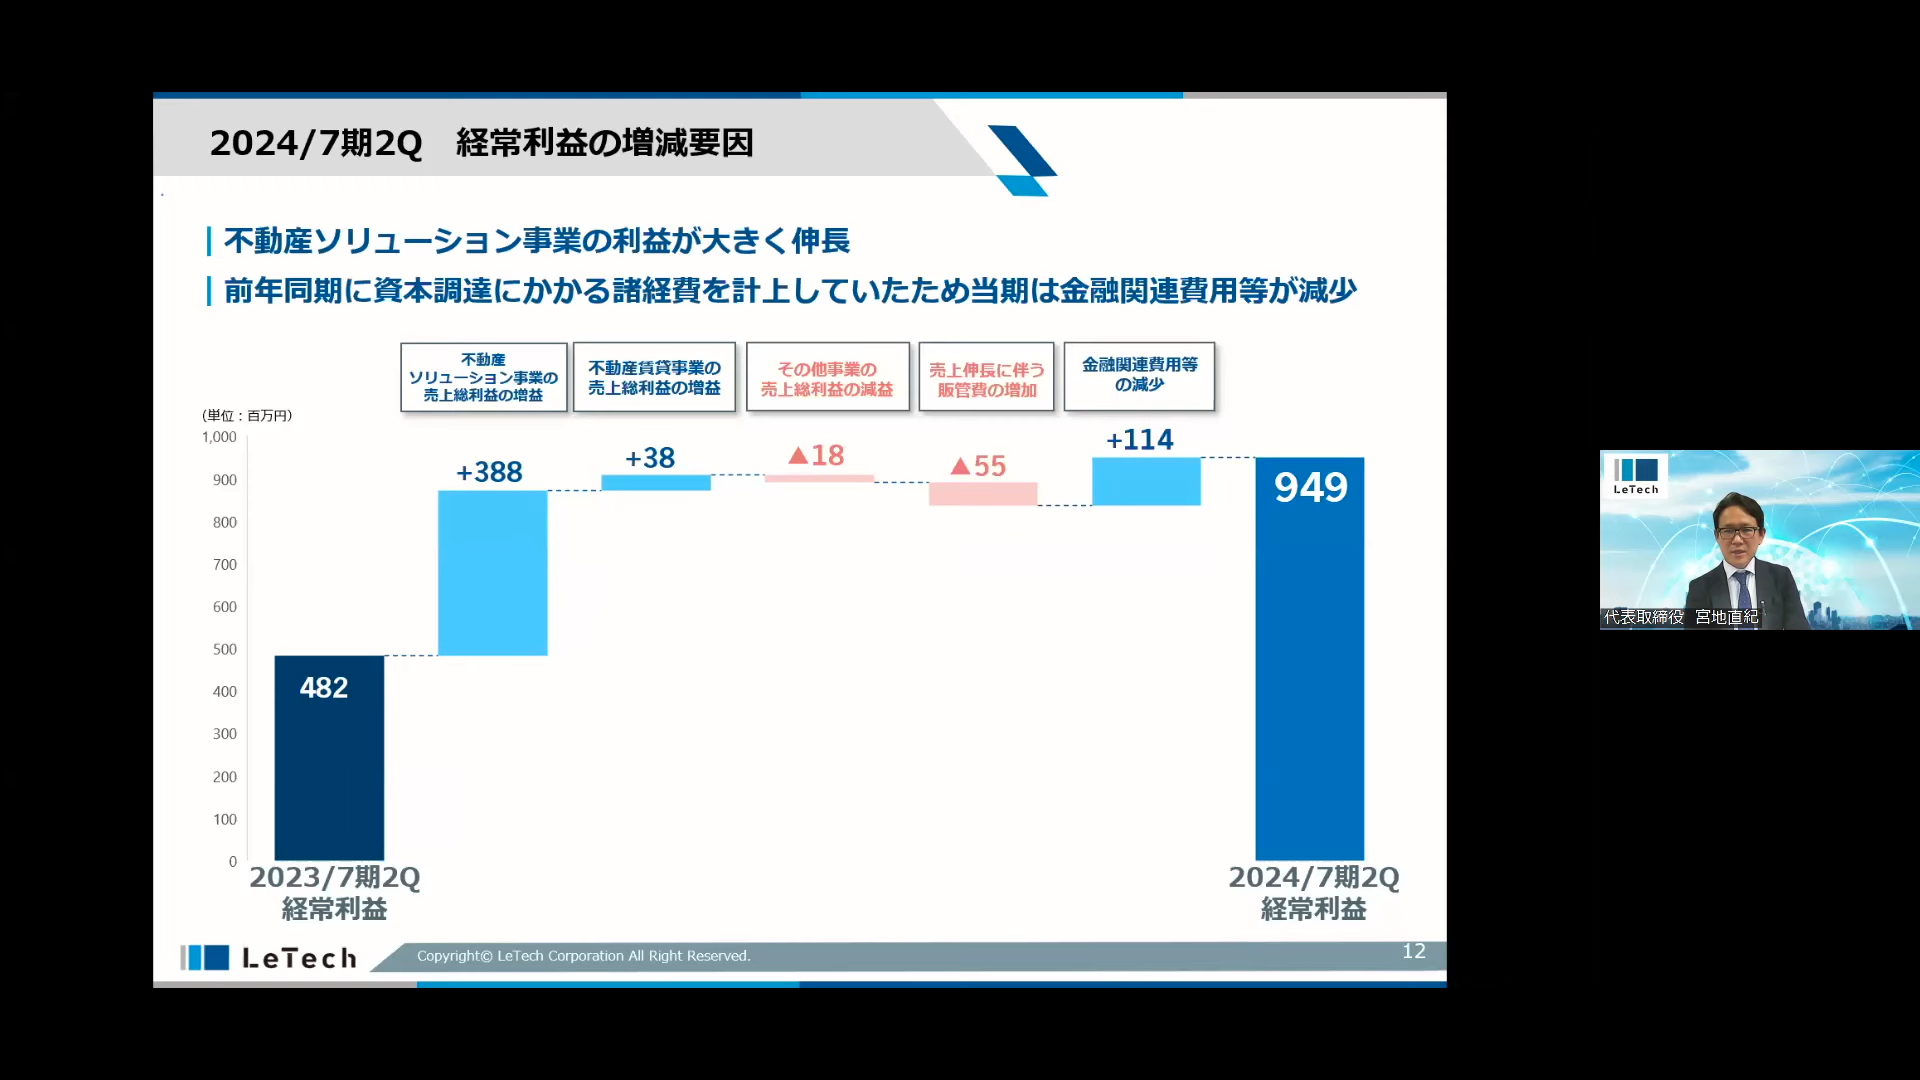 2024/7期2Q 経常利益の増減要因
不動産ソリューション事業の利益が大きく伸長
前年同期に資本調達にかかる諸経費を計上していたため当期は金融関連費用等が減少
不動産
ソリューション事業の
売上総利益の増益
不動産賃貸事業の
売上総利益の増益
その他事業の
売上総利益の減益
売上伸長に伴う
販管費の増加
金融関連費用等
の減少
(単位：百万円)
1,000
900
800
700
600
500
400
300
200
100
0
482
+388
+38
▲18
▲55
+114
949
2023/7期2Q
経常利益
2024/7期2Q
経常利益
LeTech
Copyright© LeTech Corporation All Right Reserved.
12
LeTech
代表取締役 宮地直紀